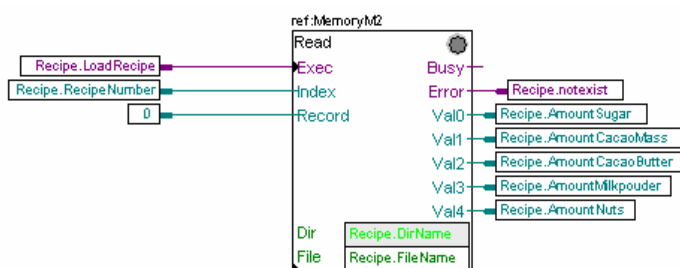 ref:MemoryM2
Read
Recipe.LoadRecipe Exec Busy
Recipe.RecipeNumber Index Error Recipe.notexist
0 Record Val0 Recipe.AmountSugar
Val1 Recipe.AmountCacaoMass
Val2 Recipe.AmountCacaoButter
Val3 Recipe.AmountMilkpouder
Val4 Recipe.AmountNuts
Dir Recipe.DirName
File Recipe.FileName